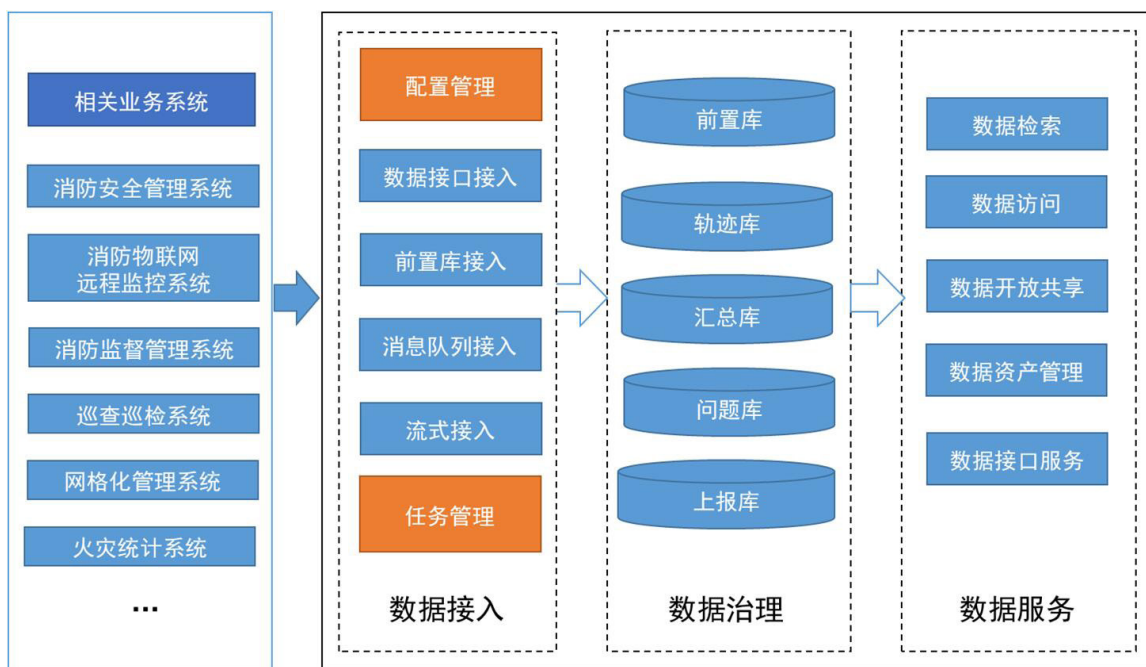 相关业务系统
消防安全管理系统
消防物联网
远程监控系统
消防监督管理系统
巡查巡检系统
网格化管理系统
火灾统计系统
...
配置管理
数据接口接入
前置库接入
消息队列接入
流式接入
任务管理
数据接入
前置库
轨迹库
汇总库
问题库
上报库
数据治理
数据检索
数据访问
数据开放共享
数据资产管理
数据接口服务
数据服务